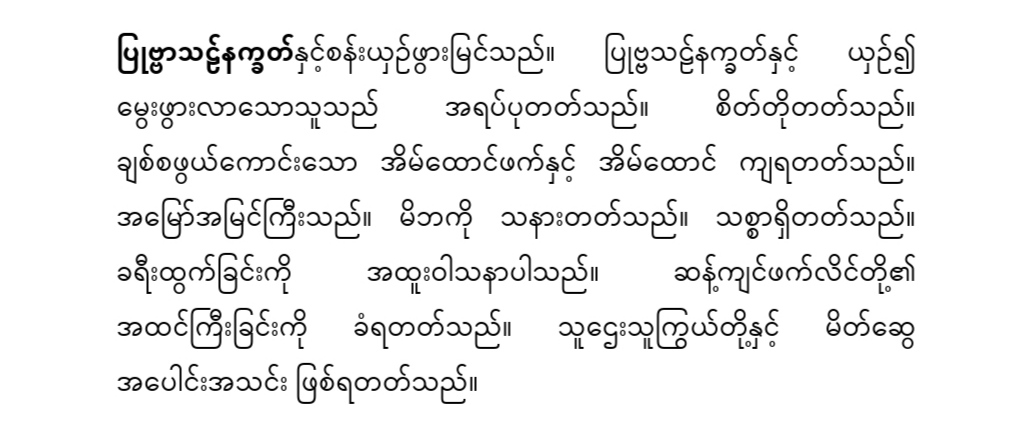 ပြုဗ္ဗာသဠ်နက္ခတ်နှင့်စန်းယှဉ်ဖွားမြင်သည်။ ပြုဗ္ဗသဠ်နက္ခတ်နှင့် ယှဉ်၍
မွေးဖွားလာသောသူသည် အရပ်ပုတတ်သည်။ စိတ်တိုတတ်သည်။
ချစ်စဖွယ်ကောင်းသော အိမ်ထောင်ဖက်နှင့် အိမ်ထောင် ကျရတတ်သည်။
အမြော်အမြင်ကြီးသည်။ မိဘကို သနားတတ်သည်။ သစ္စာရှိတတ်သည်။
ခရီးထွက်ခြင်းကို အထူးဝါသနာပါသည်။ ဆန့်ကျင်ဖက်လိင်တို့၏
အထင်ကြီးခြင်းကို ခံရတတ်သည်။ သူဌေးသူကြွယ်တို့နှင့် မိတ်ဆွေ
အပေါင်းအသင်း ဖြစ်ရတတ်သည်။